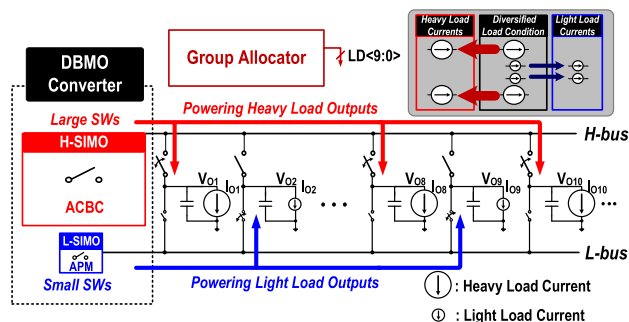 DBMO
Converter
Group Allocator
LD<9:0>
Heavy Load
Currents
Diversified
Load Condition
Light Load
Currents
Large SWs
Powering Heavy Load Outputs
H-bus
H-SIMO
ACBC
VO1
IO1
VO2
IO2
VO8
IO8
VO9
IO9
VO10
IO10
L-SIMO
APM
L-bus
Small SWs
Powering Light Load Outputs
: Heavy Load Current
: Light Load Current